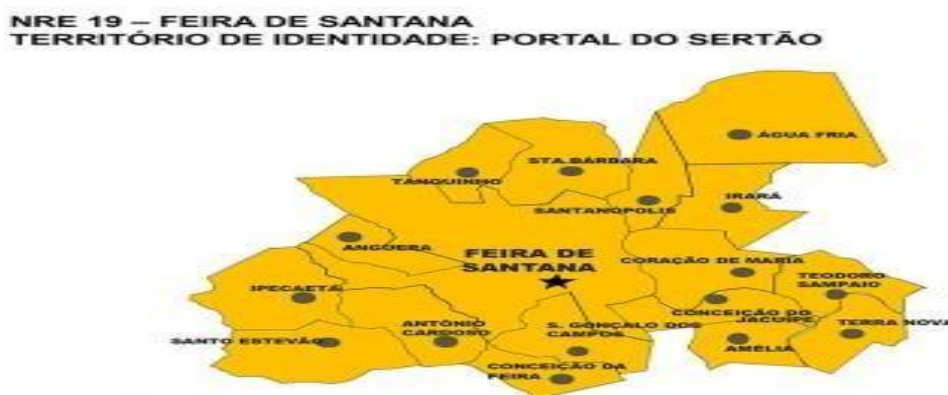 NRE 19 – FEIRA DE SANTANA
TERRITÓRIO DE IDENTIDADE: PORTAL DO SERTÃO
ÁGUA FRIA
STA.BÁRBARA
TANQUINHO
IRARÁ
SANTANÓPOLIS
ANGUERA
FEIRA DE
SANTANA
CORAÇÃO DE MARIA
TEODORO
SAMPAIO
IPECAETÁ
CONCEIÇÃO DO
JACUÍPE
TERRA NOVA
ANTÔNIO
CARDOSO
S. GONÇALO DOS
CAMPOS
SANTO ESTEVÃO
AMÉLIA
CONCEIÇÃO DA
FEIRA